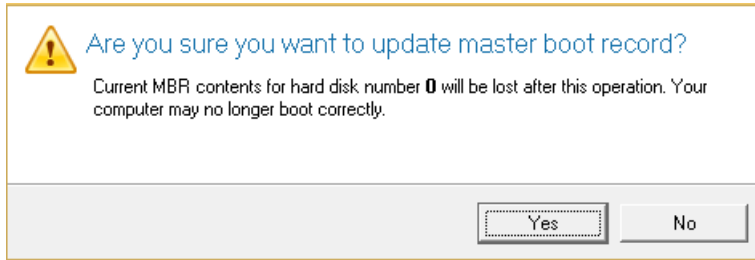 Are you sure you want to update master boot record?
Current MBR contents for hard disk number 0 will be lost after this operation. Your
computer may no longer boot correctly.
Yes
No